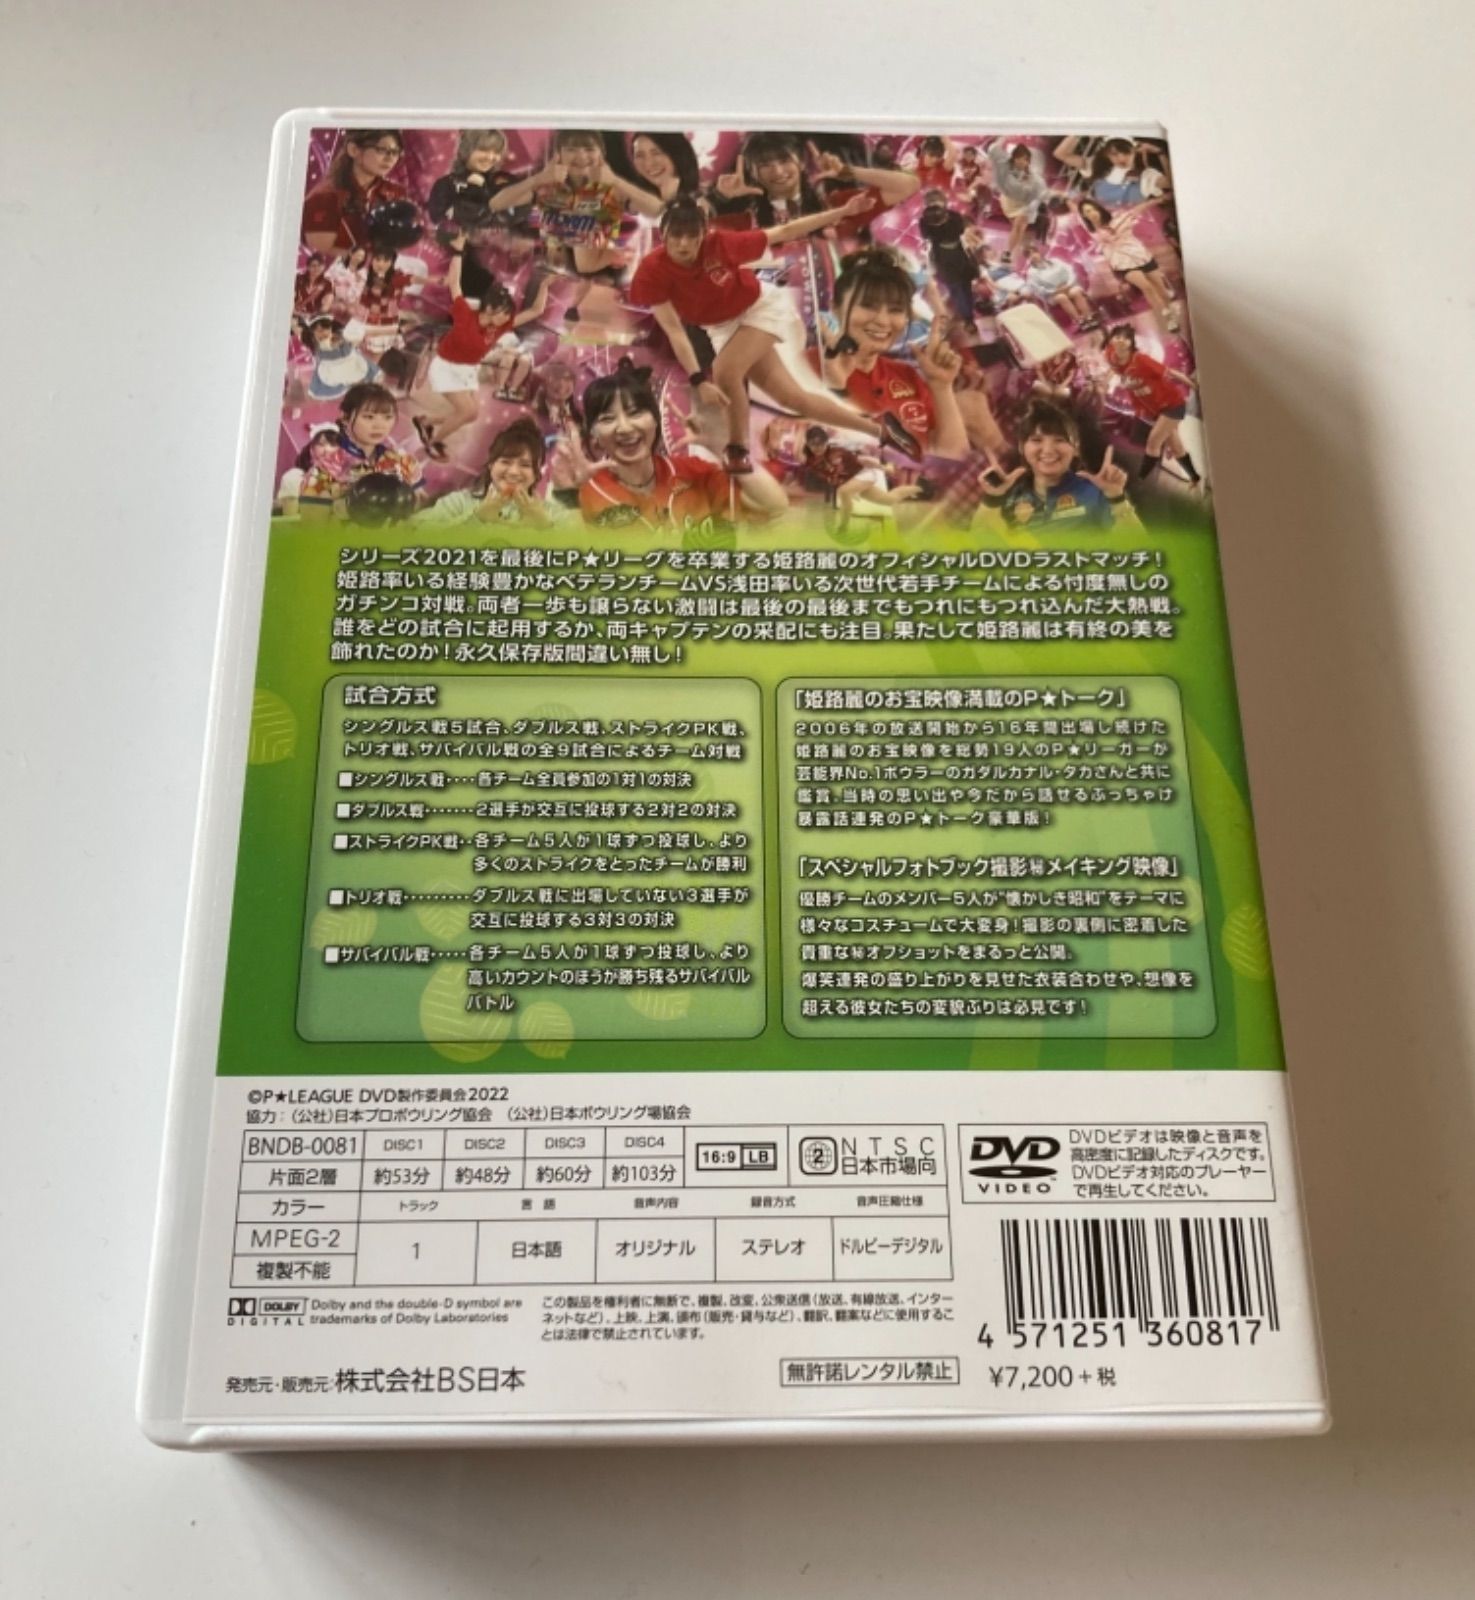 シリーズ2021を最後にP★リーグを卒業する姫路麗のオフィシャルDVDラストマッチ!
姫路率いる経験豊かなベテランチームVS浅田率いる次世代若手チームによる忖度無しの
ガチンコ対戦。両者一歩も譲らない激闘は最後の最後までもつれにもつれ込んだ大熱戦。
誰をどの試合に起用するか、両キャプテンの采配にも注目。果たして姫路麗は有終の美を
飾れたのか!永久保存版間違い無し!
試合方式
シングルス戦5試合、ダブルス戦、ストライクPK戦、
トリオ戦、サバイバル戦の全9試合によるチーム対戦
■シングルス戦････各チーム全員参加の1対1の対決
■ダブルス戦･･･････2選手が交互に投球する2対2の対決
■ストライクPK戦･･各チーム5人が1球ずつ投球し、より
多くのストライクをとったチームが勝利
■トリオ戦･････････ダブルス戦に出場していない3選手が
交互に投球する3対3の対決
■サバイバル戦･････各チーム5人が1球ずつ投球し、より
高いカウントのほうが勝ち残るサバイバル
バトル
「姫路麗のお宝映像満載のP★トーク」
2006年の放送開始から16年間出場し続けた
姫路麗のお宝映像を総勢19人のP★リーガーが
芸能界No.1ボウラーのガダルカナル・タカさんと共に
鑑賞。当時の思い出や今だから話せるぶっちゃけ
暴露話連発のP★トーク豪華版!
「スペシャルフォトブック撮影㊙メイキング映像」
優勝チームのメンバー5人が"懐かしき昭和"をテーマに
様々なコスチュームで大変身!撮影の裏側に密着した
貴重な㊙オフショットをまるっと公開。
爆笑連発の盛り上がりを見せた衣装合わせや、想像を
超える彼女たちの変貌ぶりは必見です!
©P★LEAGUE DVD製作委員会2022
協力:(公社)日本プロボウリング協会 (公社)日本ボウリング場協会
BNDB-0081 DISC1 DISC2 DISC3 DISC4
片面2層 約53分 約48分 約60分 約103分
16:9 LB
2 NTSC
日本市場向
カラー トラック 言語 音声内容 録音方式 音声圧縮仕様
MPEG-2 1 日本語 オリジナル ステレオ ドルビーデジタル
複製不能
DVD
VIDEO
DVDビデオは映像と音声を
高密度に記録したディスクです。
DVDビデオ対応のプレーヤー
で再生してください。
DOLBY
DIGITAL
Dolby and the double-D symbol are
trademarks of Dolby Laboratories
この製品を権利者に無断で、複製、改変、公衆送信(放送、有線放送、インター
ネットなど)、上映、上演、頒布(販売・貸与など)、翻訳、翻案などに使用するこ
とは法律で禁止されています。
4 571251 360817
発売元・販売元:株式会社BS日本
無許諾レンタル禁止
¥7,200+税